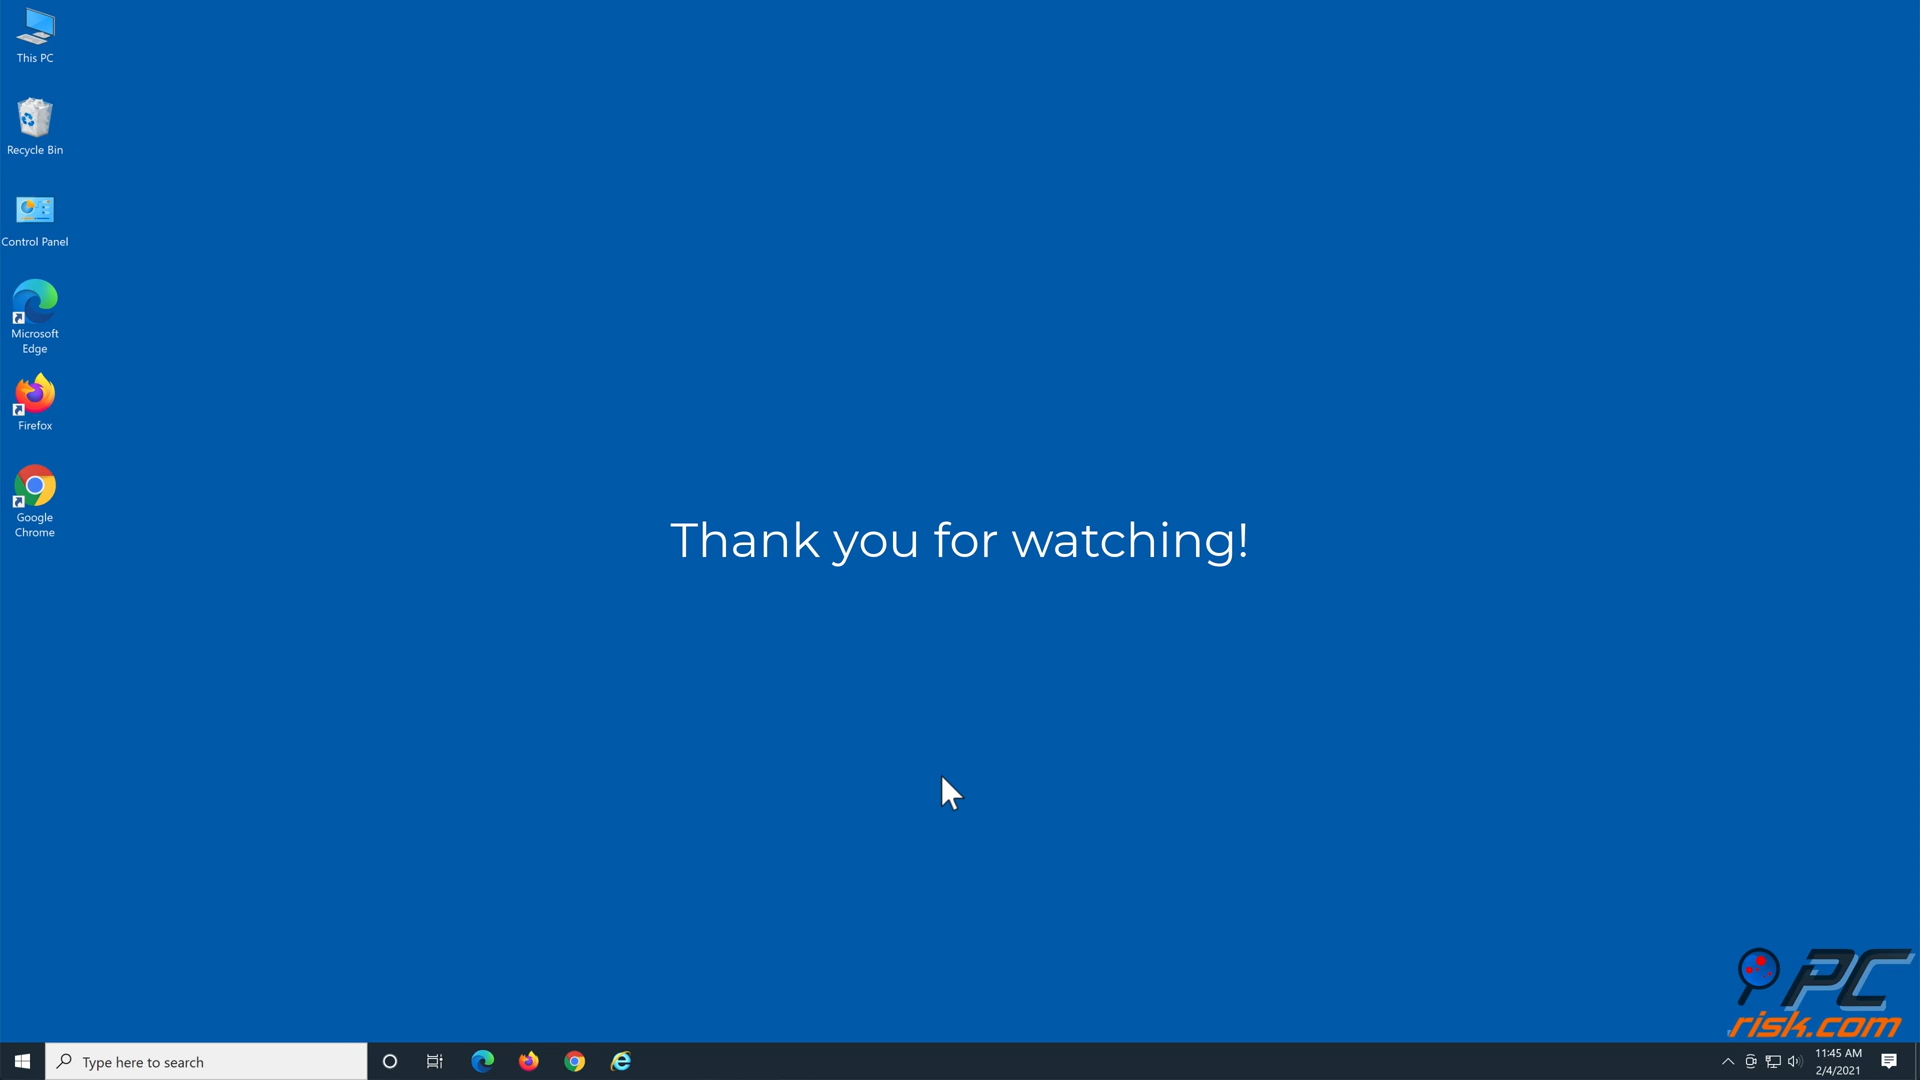 This PC
Recycle Bin
Control Panel
Microsoft
Edge
Firefox
Google
Chrome
Thank you for watching!
PC
risk.com
Type here to search
11:45 AM
2/4/2021